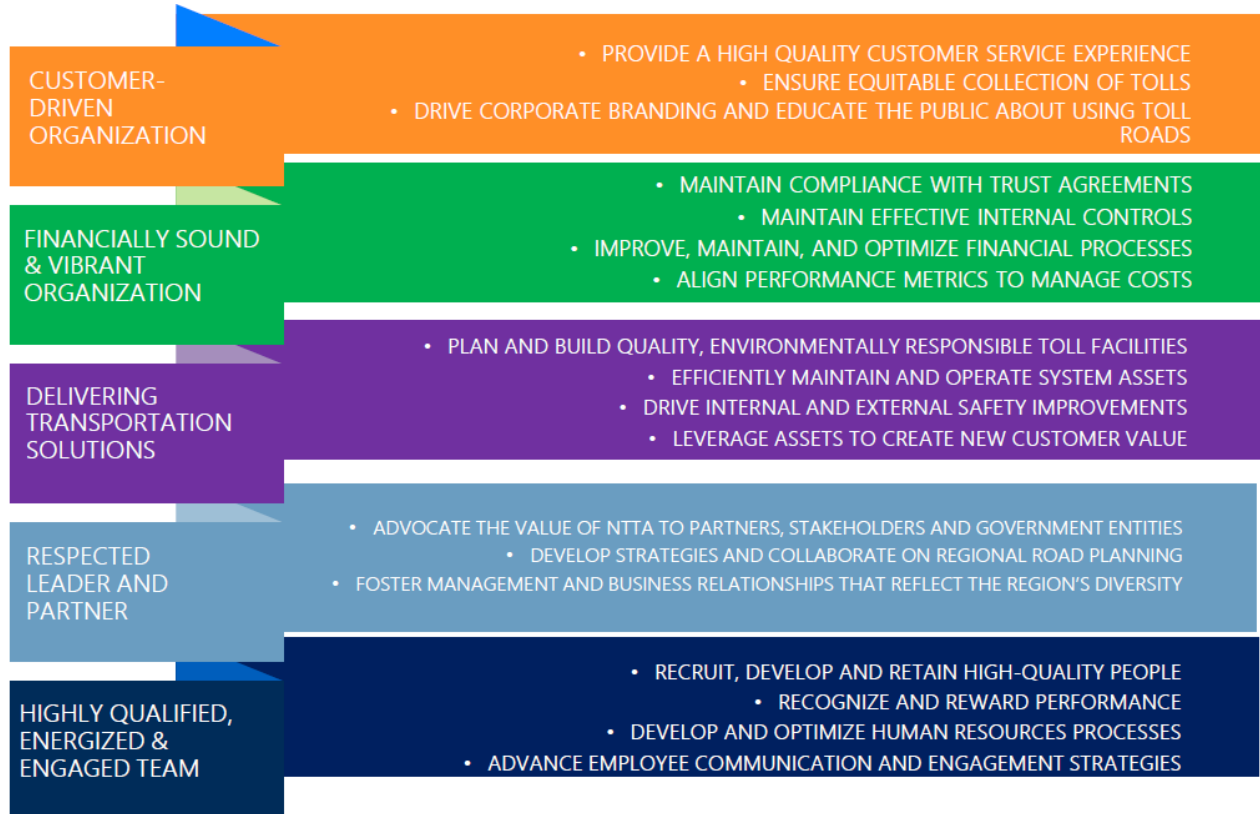 CUSTOMER-
DRIVEN
ORGANIZATION
• PROVIDE A HIGH QUALITY CUSTOMER SERVICE EXPERIENCE
• ENSURE EQUITABLE COLLECTION OF TOLLS
• DRIVE CORPORATE BRANDING AND EDUCATE THE PUBLIC ABOUT USING TOLL
ROADS
FINANCIALLY SOUND
& VIBRANT
ORGANIZATION
• MAINTAIN COMPLIANCE WITH TRUST AGREEMENTS
• MAINTAIN EFFECTIVE INTERNAL CONTROLS
• IMPROVE, MAINTAIN, AND OPTIMIZE FINANCIAL PROCESSES
• ALIGN PERFORMANCE METRICS TO MANAGE COSTS
DELIVERING
TRANSPORTATION
SOLUTIONS
• PLAN AND BUILD QUALITY, ENVIRONMENTALLY RESPONSIBLE TOLL FACILITIES
• EFFICIENTLY MAINTAIN AND OPERATE SYSTEM ASSETS
• DRIVE INTERNAL AND EXTERNAL SAFETY IMPROVEMENTS
• LEVERAGE ASSETS TO CREATE NEW CUSTOMER VALUE
RESPECTED
LEADER AND
PARTNER
• ADVOCATE THE VALUE OF NTTA TO PARTNERS, STAKEHOLDERS AND GOVERNMENT ENTITIES
• DEVELOP STRATEGIES AND COLLABORATE ON REGIONAL ROAD PLANNING
• FOSTER MANAGEMENT AND BUSINESS RELATIONSHIPS THAT REFLECT THE REGION'S DIVERSITY
HIGHLY QUALIFIED,
ENERGIZED &
ENGAGED TEAM
• RECRUIT, DEVELOP AND RETAIN HIGH-QUALITY PEOPLE
• RECOGNIZE AND REWARD PERFORMANCE
• DEVELOP AND OPTIMIZE HUMAN RESOURCES PROCESSES
• ADVANCE EMPLOYEE COMMUNICATION AND ENGAGEMENT STRATEGIES